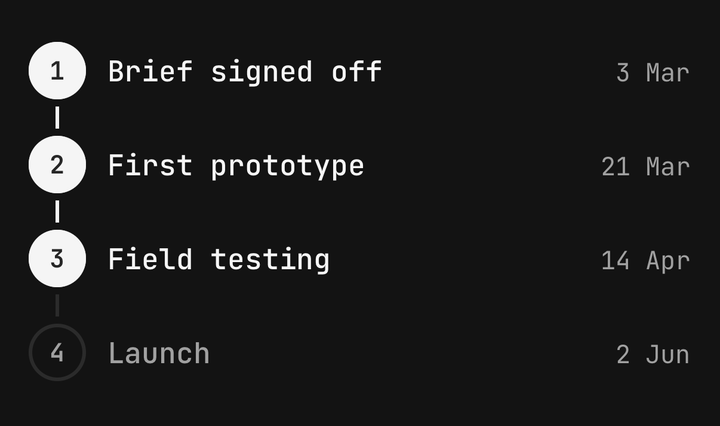 1 Brief signed off 3 Mar
2 First prototype 21 Mar
3 Field testing 14 Apr
4 Launch 2 Jun